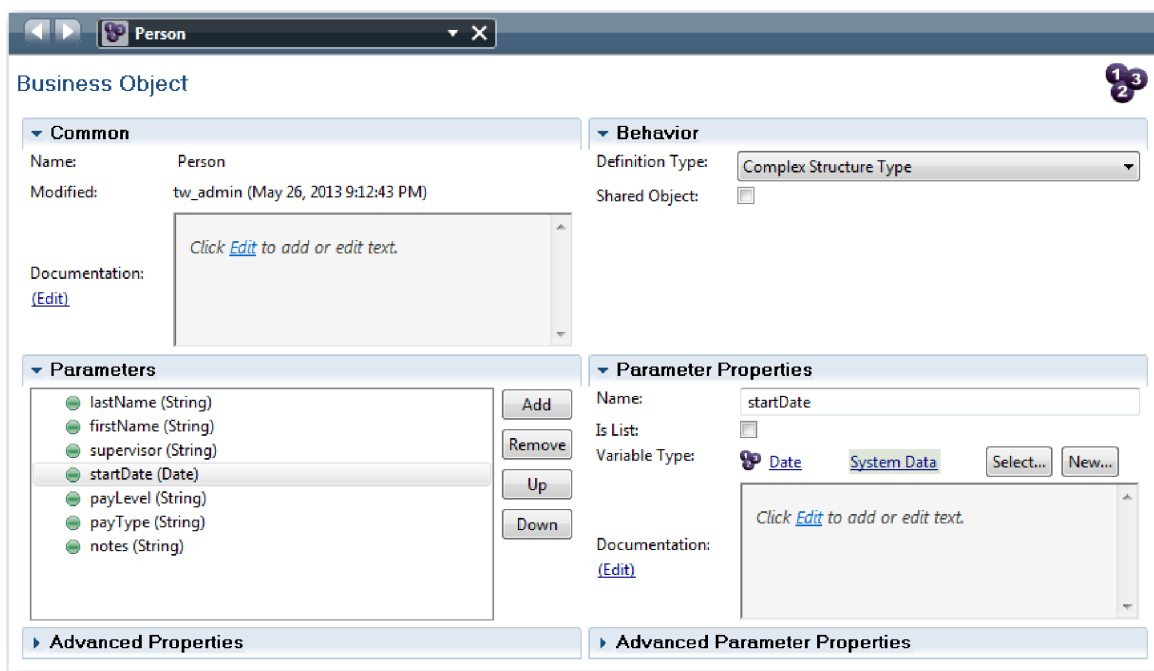 Person
Business Object
1 2 3
Common
Name: Person
Modified: tw_admin (May 26, 2013 9:12:43 PM)
Click Edit to add or edit text.
Documentation:
(Edit)
Behavior
Definition Type: Complex Structure Type
Shared Object:
Parameters
lastName (String)
firstName (String)
supervisor (String)
startDate (Date)
payLevel (String)
payType (String)
notes (String)
Add
Remove
Up
Down
Parameter Properties
Name: startDate
Is List:
Variable Type: Date System Data Select... New...
Click Edit to add or edit text.
Documentation:
(Edit)
Advanced Properties
Advanced Parameter Properties